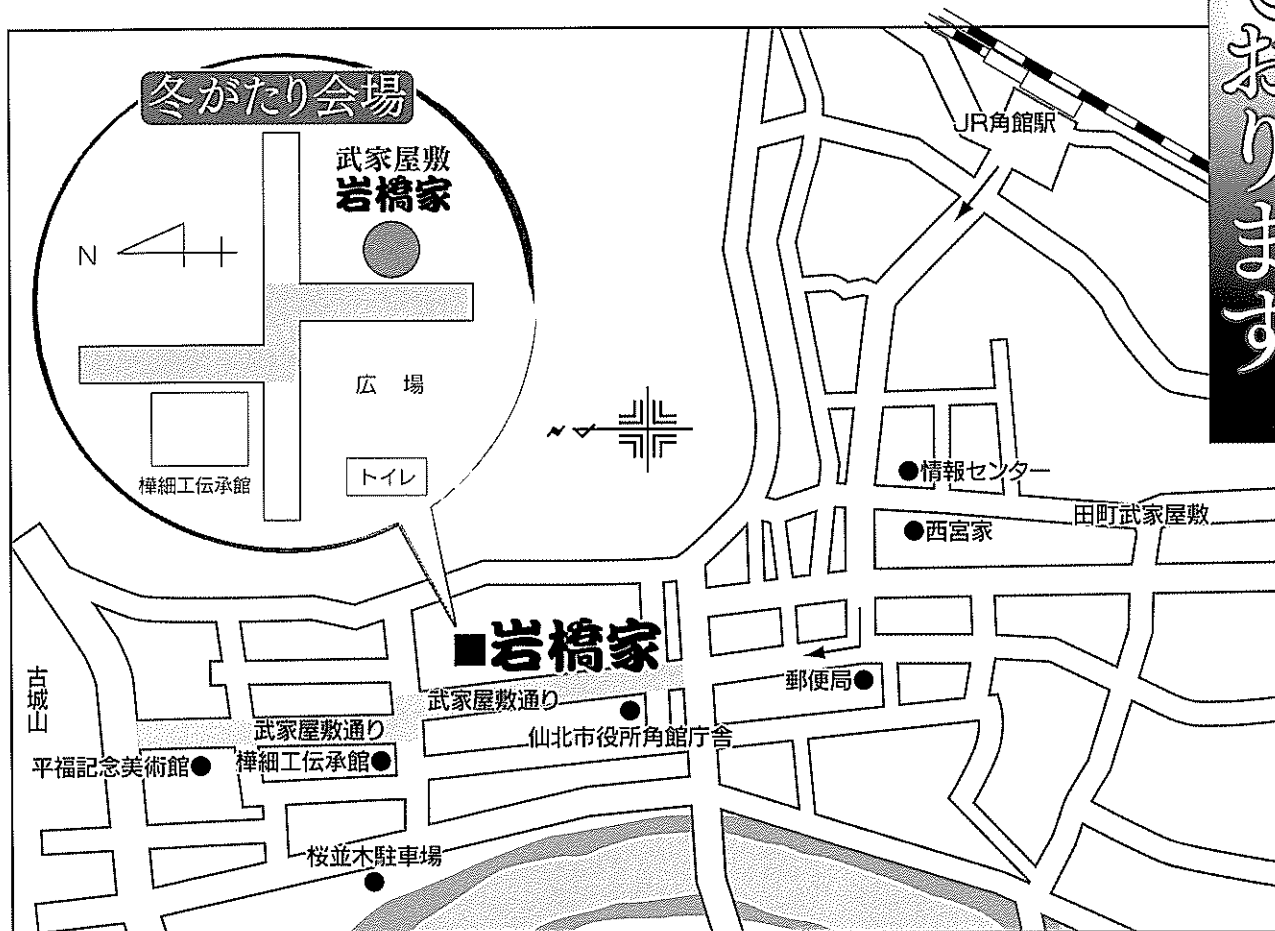 冬がたり会場
武家屋敷
岩橋家
N
広 場
トイレ
樺細工伝承館
おります
JR角館駅
情報センター
西宮家
田町武家屋敷
岩橋家
武家屋敷通り
郵便局
古城山
武家屋敷通り
仙北市役所角館庁舎
平福記念美術館
樺細工伝承館
桜並木駐車場